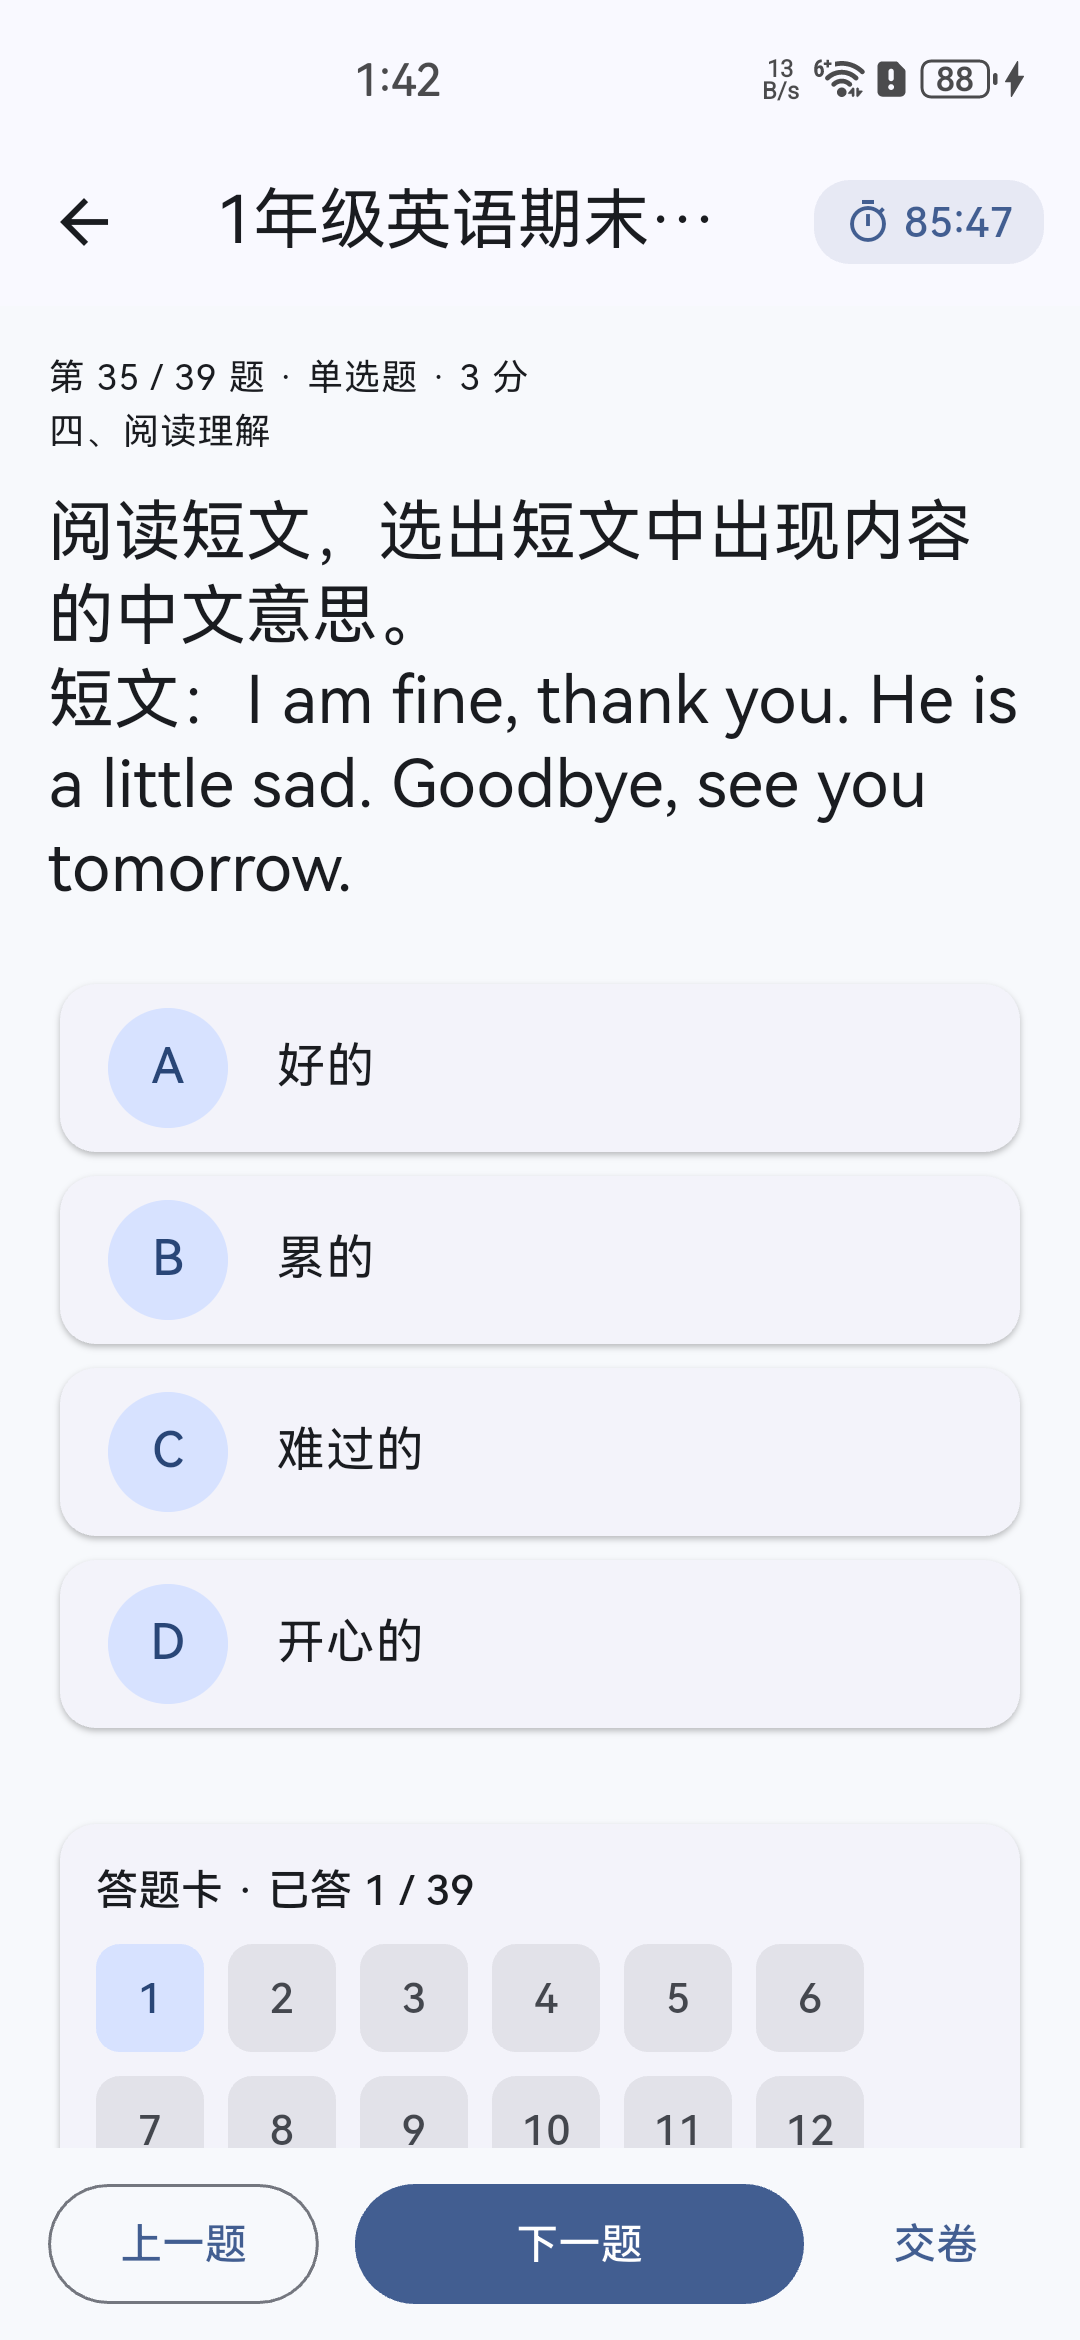 1:42
13
B/s
6+
88
1年级英语期末…
85:47
第 35 / 39 题 · 单选题 · 3 分
四、阅读理解
阅读短文，选出短文中出现内容
的中文意思。
短文：I am fine, thank you. He is
a little sad. Goodbye, see you
tomorrow.
A 好的
B 累的
C 难过的
D 开心的
答题卡 · 已答 1 / 39
1 2 3 4 5 6
7 8 9 10 11 12
上一题 下一题 交卷